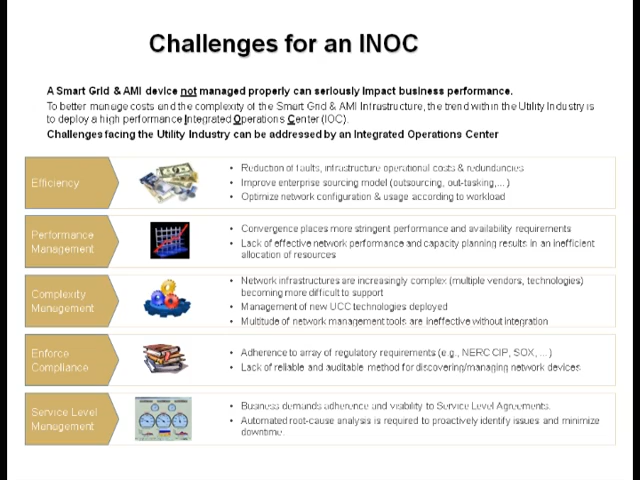 Challenges for an INOC
A Smart Grid & AMI device not managed properly can seriously impact business performance.
To better manage costs and the complexity of the Smart Grid & AMI Infrastructure, the trend within the Utility Industry is
to deploy a high performance Integrated Operations Center (IOC).
Challenges facing the Utility Industry can be addressed by an Integrated Operations Center
Efficiency
• Reduction of faults, infrastructure operational costs & redundancies
• Improve enterprise sourcing model (outsourcing, out-tasking,...)
• Optimize network configuration & usage according to workload
Performance
Management
• Convergence places more stringent performance and availability requirements
• Lack of effective network performance and capacity planning results in an inefficient
allocation of resources
Complexity
Management
• Network infrastructures are increasingly complex (multiple vendors, technologies)
becoming more difficult to support
• Management of new UCC technologies deployed
• Multitude of network management tools are ineffective without integration
Enforce
Compliance
• Adherence to array of regulatory requirements (e.g., NERC CIP, SOX, ...)
• Lack of reliable and auditable method for discovering/managing network devices
Service Level
Management
• Business demands adherence and visibility to Service Level Agreements.
• Automated root-cause analysis is required to proactively identify issues and minimize
downtime.